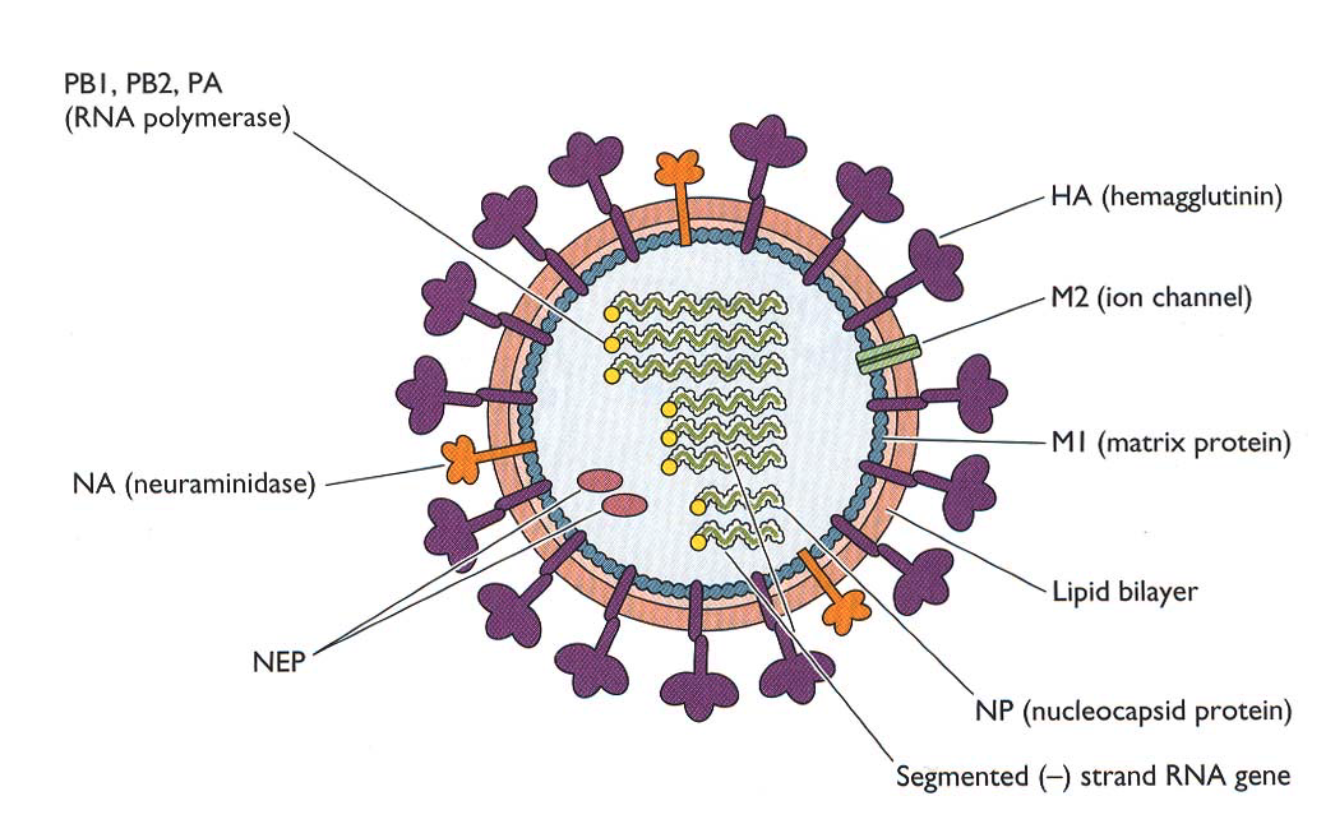 PB1, PB2, PA
(RNA polymerase)
HA (hemagglutinin)
M2 (ion channel)
M1 (matrix protein)
NA (neuraminidase)
Lipid bilayer
NEP
NP (nucleocapsid protein)
Segmented (–) strand RNA gene